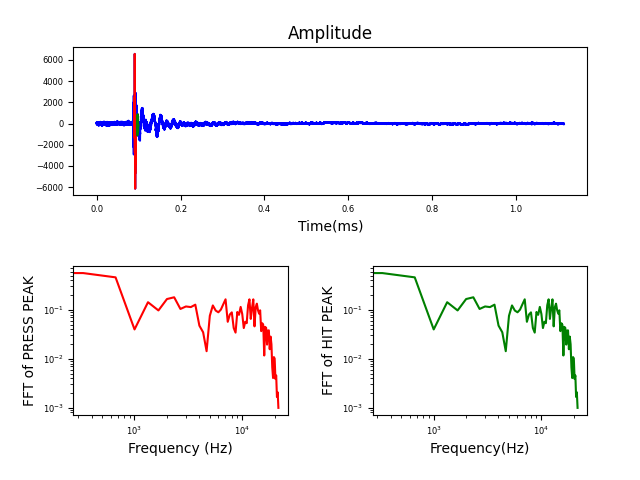 Amplitude
6000
4000
2000
0
−2000
−4000
−6000
0.0 0.2 0.4 0.6 0.8 1.0
Time(ms)
FFT of PRESS PEAK
10⁻¹
10⁻²
10⁻³
10³ 10⁴
Frequency (Hz)
FFT of HIT PEAK
10⁻¹
10⁻²
10⁻³
10³ 10⁴
Frequency(Hz)